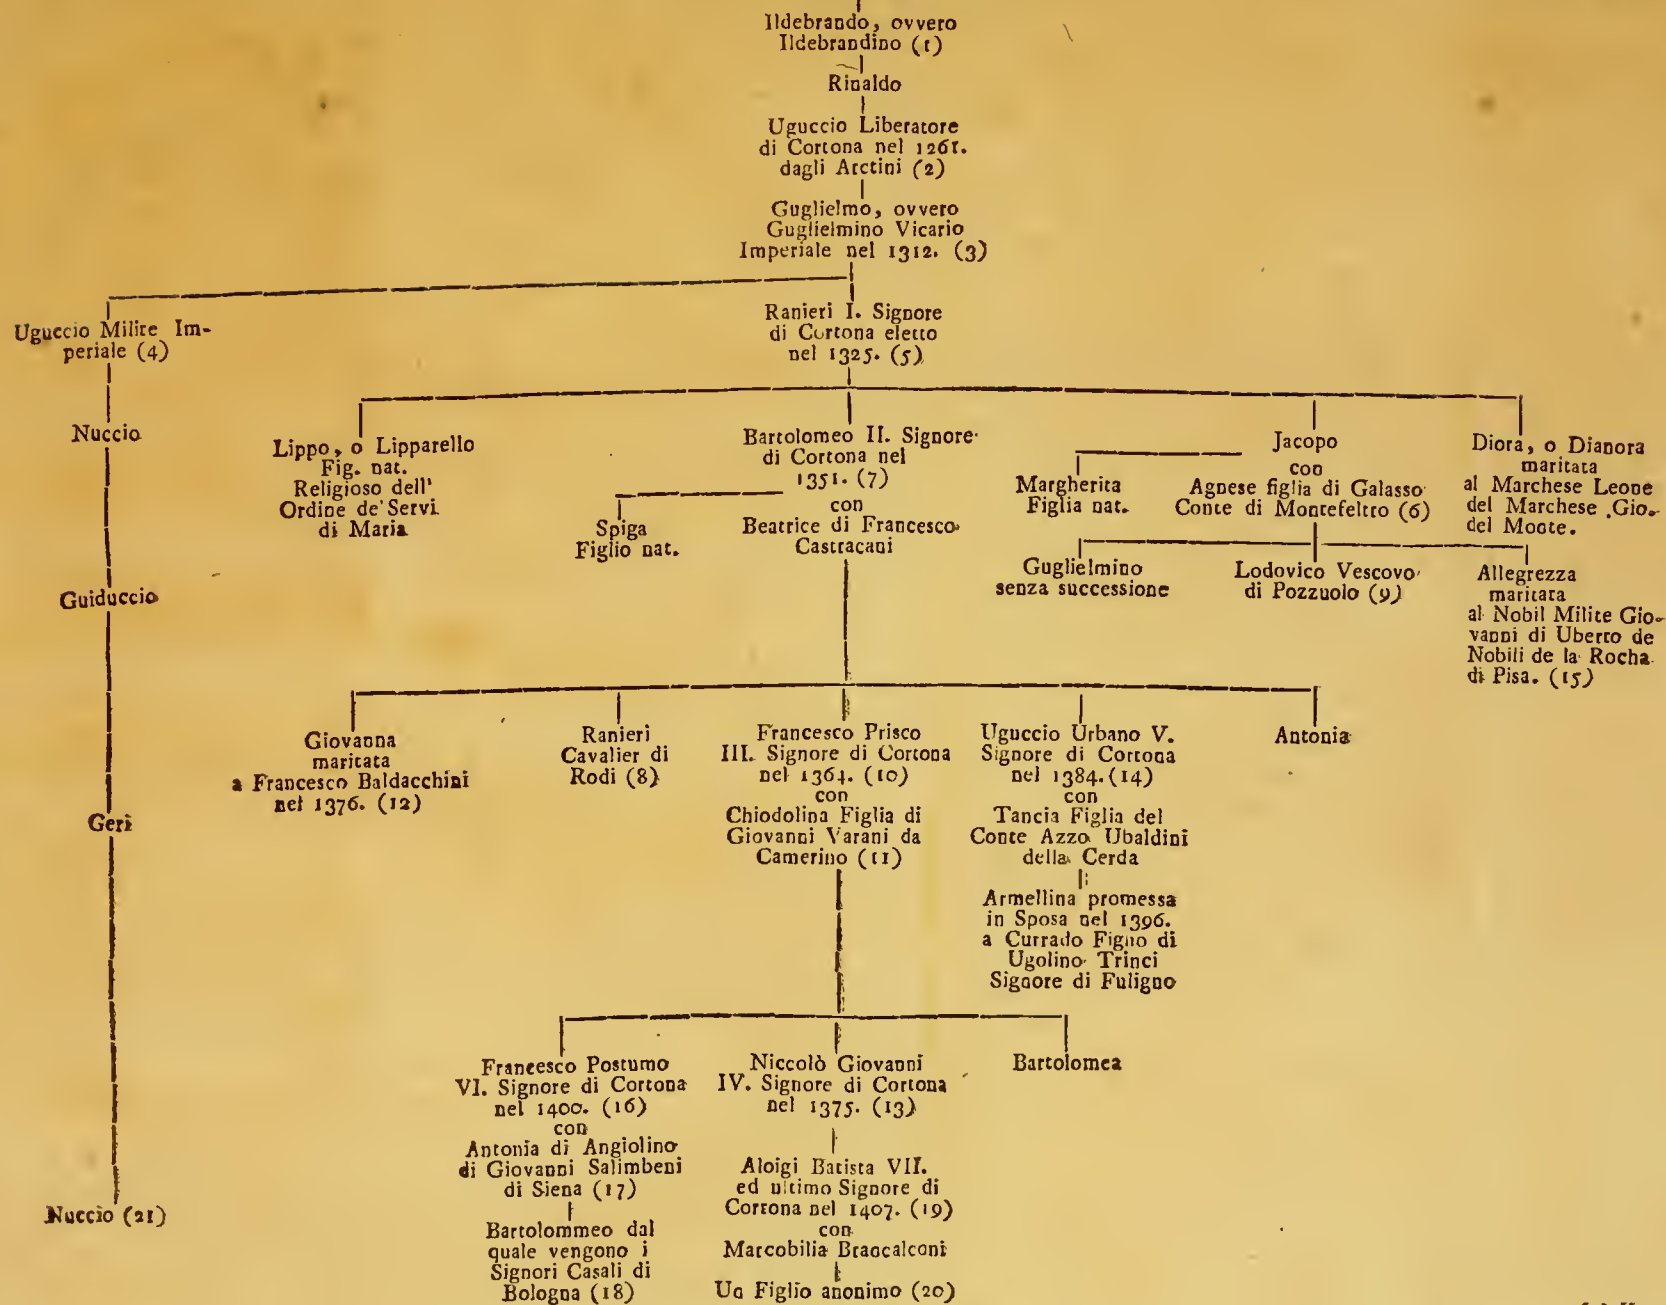 Ildebrando, ovvero
Ildebrandino (1)
Rinaldo
Uguccio Liberatore
di Cortona nel 1261.
dagli Aretini (2)
Guglielmo, ovvero
Guglielmino Vicario
Imperiale nel 1312. (3)
Uguccio Milite Im-
periale (4)
Ranieri I. Signore
di Cortona eletto
nel 1325. (5)
Nuccio
Lippo, o Lipparello
Fig. nat.
Religioso dell'
Ordine de' Servi
di Maria
Bartolomeo II. Signore
di Cortona nel
1351. (7)
con
Beatrice di Francesco
Castracani
Spiga
Figlio nat.
Jacopo
con
Agnese figlia di Galasso
Conte di Montefeltro (6)
Margherita
Figlia nat.
Diora, o Dianora
maritata
al Marchese Leone
del Marchese Gio.
del Monte.
Guiduccio
Guglielmino
senza successione
Lodovico Vescovo
di Pozzuolo (9)
Allegrezza
maritata
al Nobil Milite Gio-
vanni di Uberto de
Nobili de la Rocha
di Pisa. (15)
Giovanna
maritata
a Francesco Baldacchini
nel 1376. (12)
Ranieri
Cavalier di
Rodi (8)
Francesco Prisco
III. Signore di Cortona
nel 1364. (10)
con
Chiodolina Figlia di
Giovanni Varani da
Camerino (11)
Uguccio Urbano V.
Signore di Cortona
nel 1384. (14)
con
Tancia Figlia del
Conte Azzo Ubaldini
della Cerda
Armellina promessa
in Sposa nel 1396.
a Currado Figlio di
Ugolino Trinci
Signore di Fuligno
Antonia
Geri
Francesco Postumo
VI. Signore di Cortona
nel 1400. (16)
con
Antonia di Angiolino
di Giovanni Salimbeni
di Siena (17)
Bartolommeo dal
quale vengono i
Signori Casali di
Bologna (18)
Niccolò Giovanni
IV. Signore di Cortona
nel 1375. (13)
Aloigi Batista VII.
ed ultimo Signore di
Cortona nel 1407. (19)
con
Marcobilia Brancalconi
Un Figlio anonimo (20)
Bartolomea
Nuccio (21)